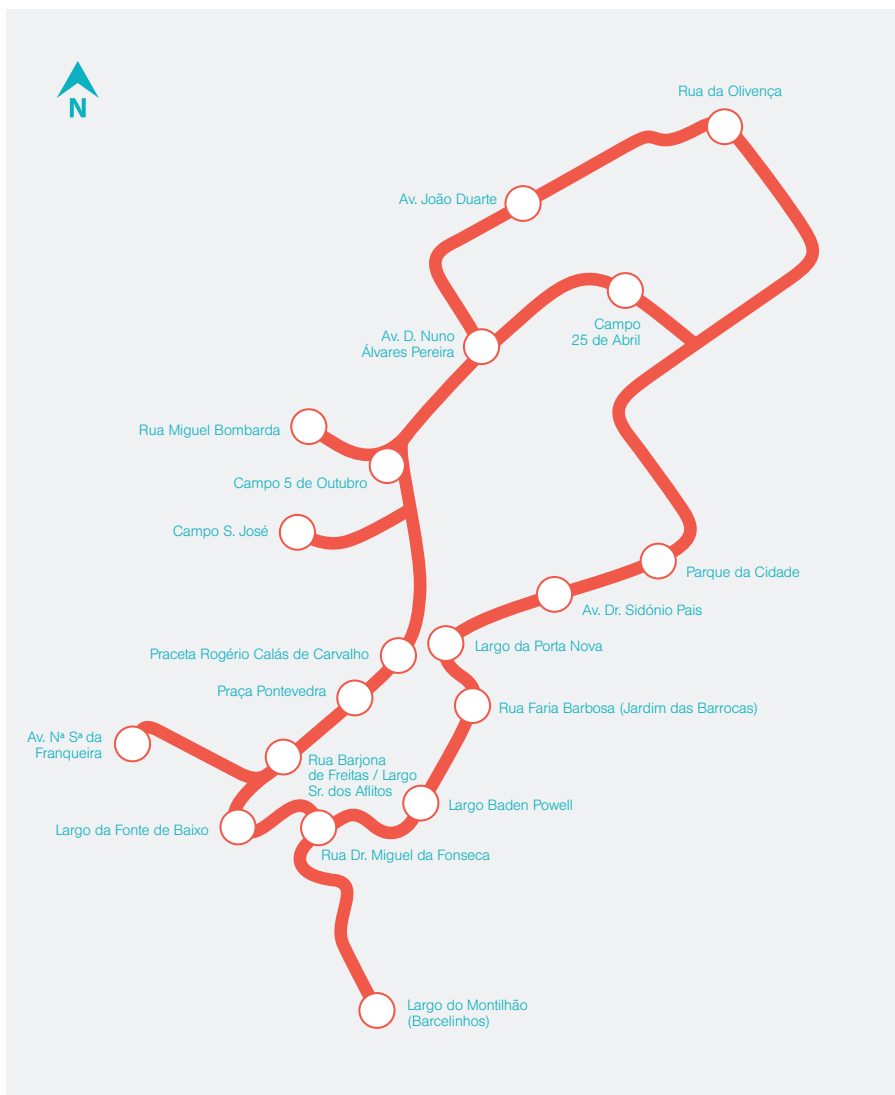 N
Rua da Olivença
Av. João Duarte
Campo
25 de Abril
Av. D. Nuno
Álvares Pereira
Rua Miguel Bombarda
Campo 5 de Outubro
Campo S. José
Parque da Cidade
Av. Dr. Sidónio Pais
Largo da Porta Nova
Praceta Rogério Calás de Carvalho
Praça Pontevedra
Rua Faria Barbosa (Jardim das Barrocas)
Av. Nª Sª da
Franqueira
Rua Barjona
de Freitas / Largo
Sr. dos Aflitos
Largo Baden Powell
Largo da Fonte de Baixo
Rua Dr. Miguel da Fonseca
Largo do Montilhão
(Barcelinhos)